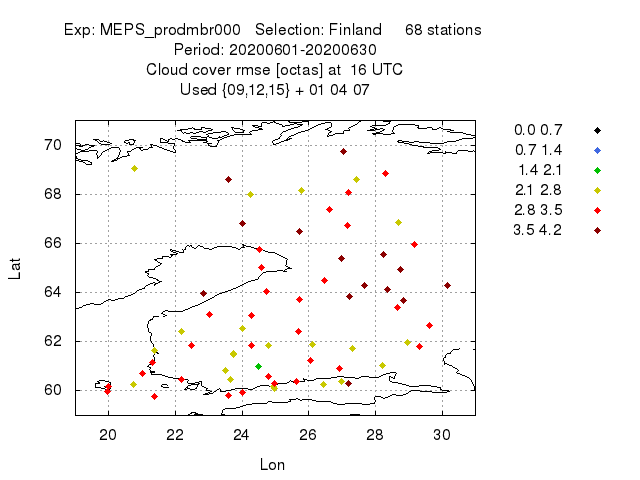 Exp: MEPS_prodmbr000 Selection: Finland 68 stations
Period: 20200601-20200630
Cloud cover rmse [octas] at 16 UTC
Used {09,12,15} + 01 04 07
0.0 0.7
0.7 1.4
1.4 2.1
2.1 2.8
2.8 3.5
3.5 4.2
70
68
66
64
62
60
Lat
20 22 24 26 28 30
Lon